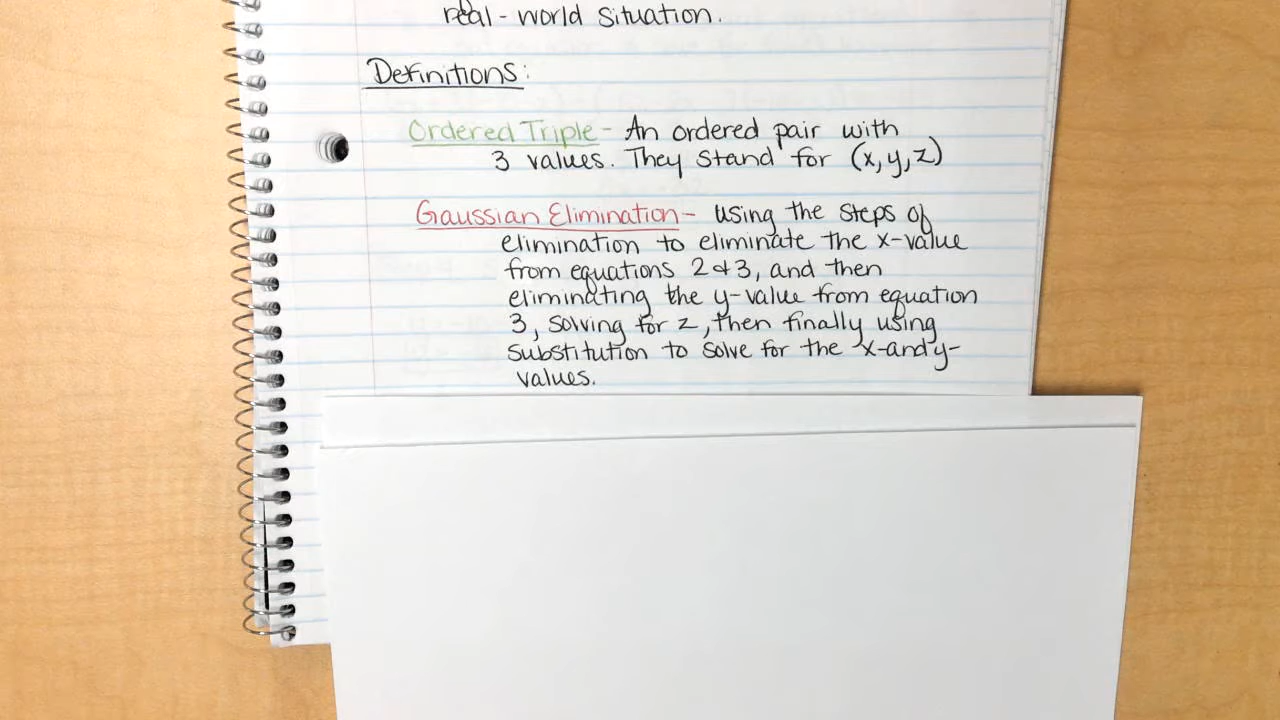 real-world situation.
Definitions:
Ordered Triple - An ordered pair with
3 values. They stand for (x, y, z)
Gaussian Elimination - using the steps of
elimination to eliminate the x-value
from equations 2 & 3, and then
eliminating the y-value from equation
3, solving for z, then finally using
substitution to solve for the x-and y-
values.